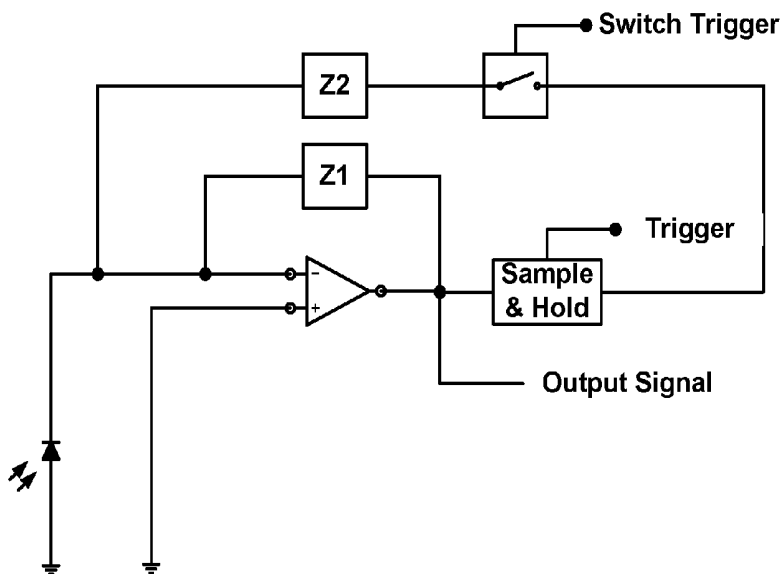 Switch Trigger
Z2
Z1
Trigger
Sample
& Hold
−
+
Output Signal